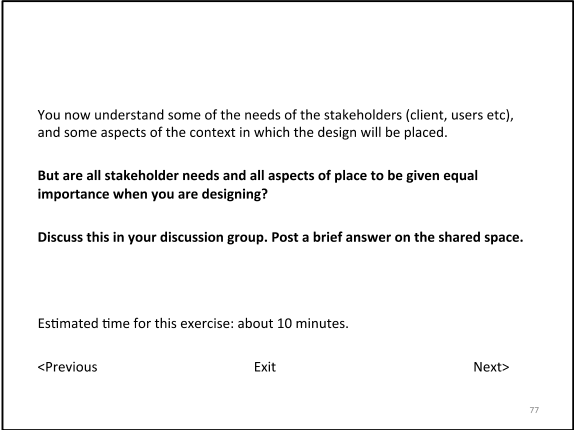 You now understand some of the needs of the stakeholders (client, users etc),
and some aspects of the context in which the design will be placed.
But are all stakeholder needs and all aspects of place to be given equal
importance when you are designing?
Discuss this in your discussion group. Post a brief answer on the shared space.
Estimated time for this exercise: about 10 minutes.
<Previous Exit Next>
77